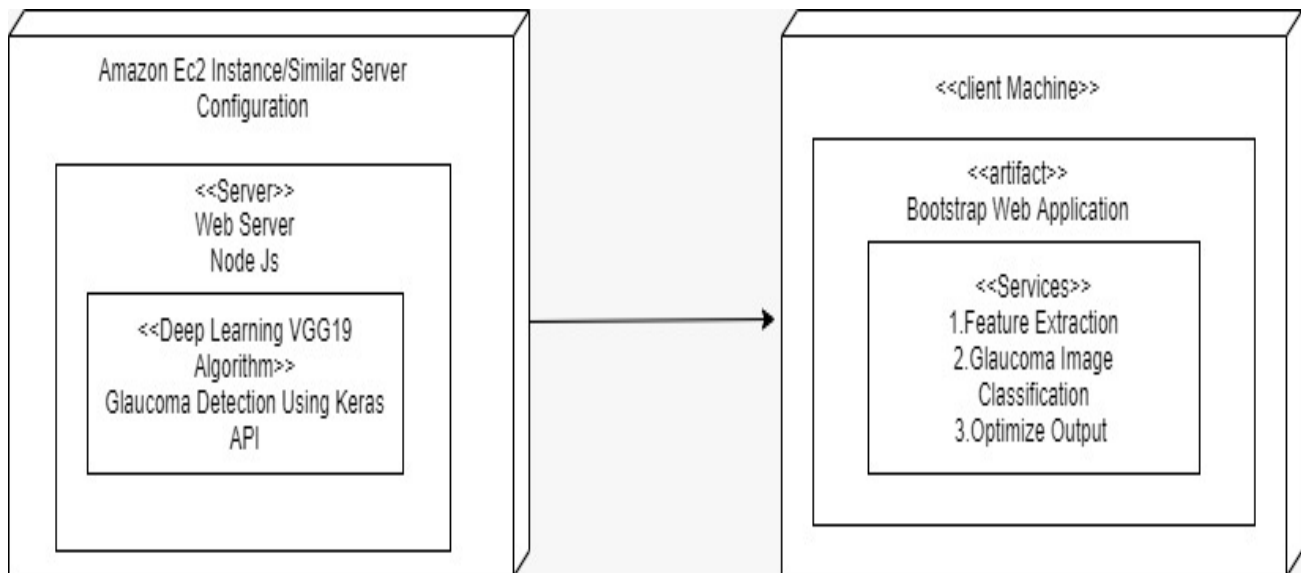 Amazon Ec2 Instance/Similar Server
Configuration
<<Server>>
Web Server
Node Js
<<Deep Learning VGG19
Algorithm>>
Glaucoma Detection Using Keras
API
<<client Machine>>
<<artifact>>
Bootstrap Web Application
<<Services>>
1.Feature Extraction
2.Glaucoma Image
Classification
3.Optimize Output